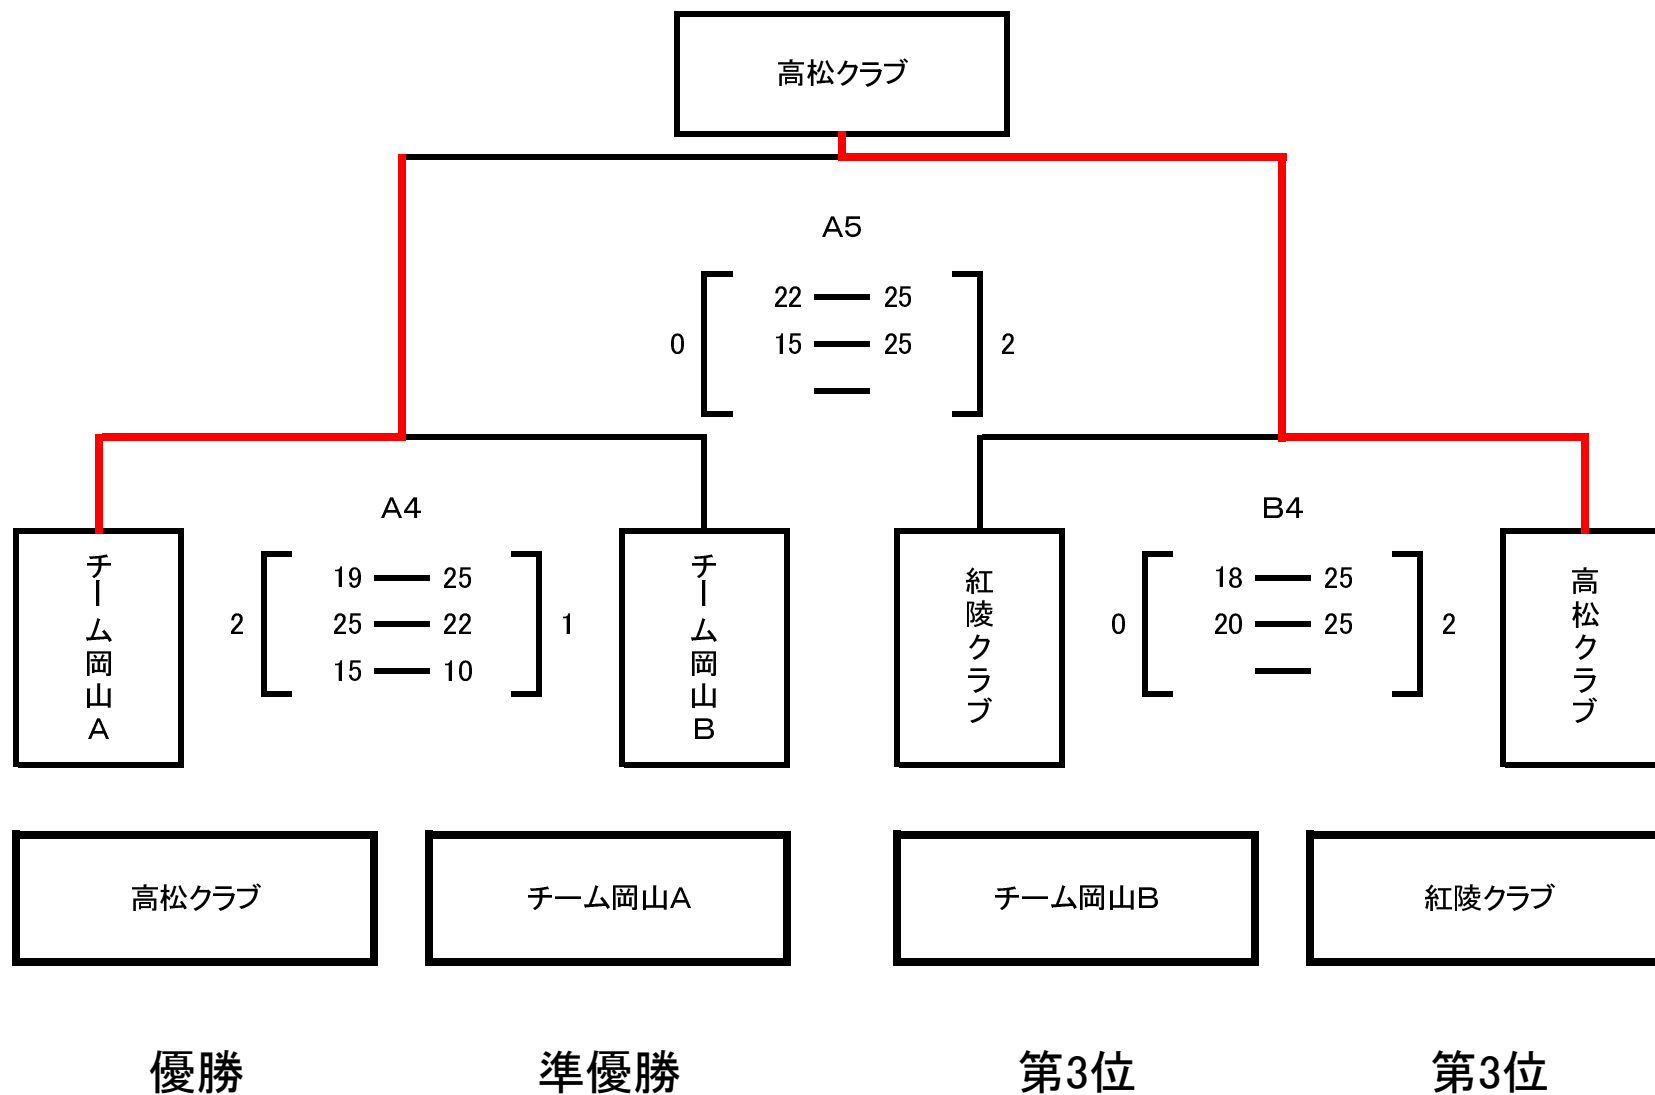 高松クラブ
A5
22 — 25
0 15 — 25 2
—
A4
19 — 25
2 25 — 22 1
15 — 10
B4
18 — 25
0 20 — 25 2
—
チーム岡山A
チーム岡山B
紅陵クラブ
高松クラブ
高松クラブ チーム岡山A チーム岡山B 紅陵クラブ
優勝 準優勝 第3位 第3位